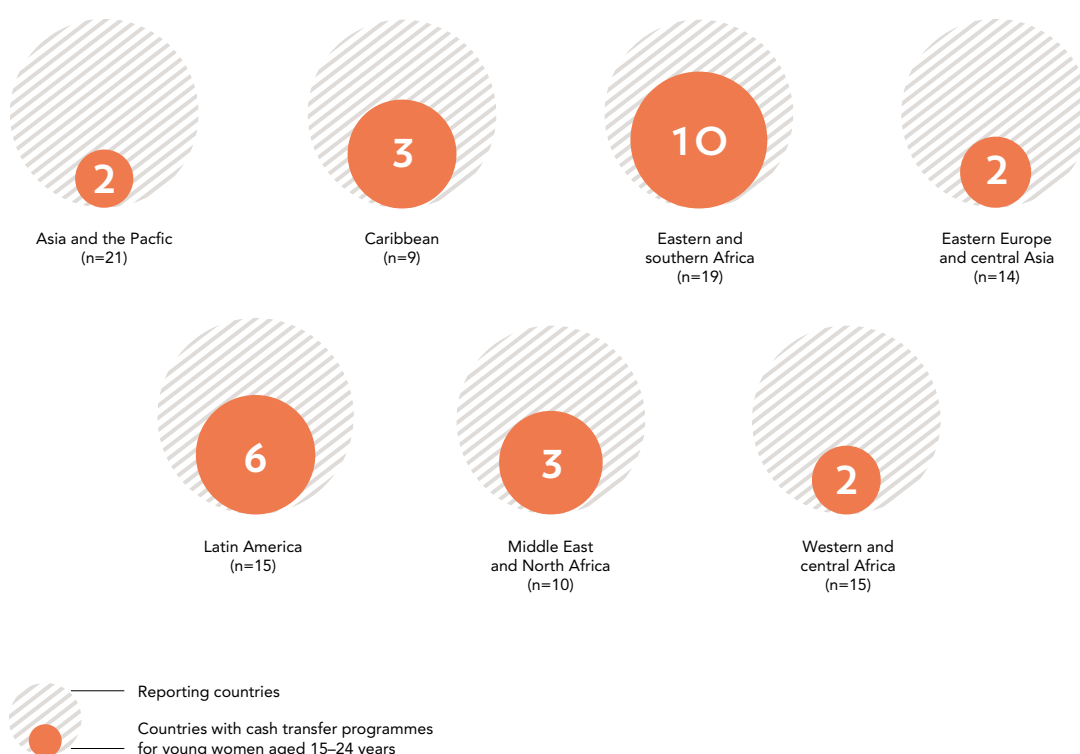 2
Asia and the Pacfic
(n=21)
3
Caribbean
(n=9)
10
Eastern and
southern Africa
(n=19)
2
Eastern Europe
and central Asia
(n=14)
6
Latin America
(n=15)
3
Middle East
and North Africa
(n=10)
2
Western and
central Africa
(n=15)
Reporting countries
Countries with cash transfer programmes
for young women aged 15–24 years